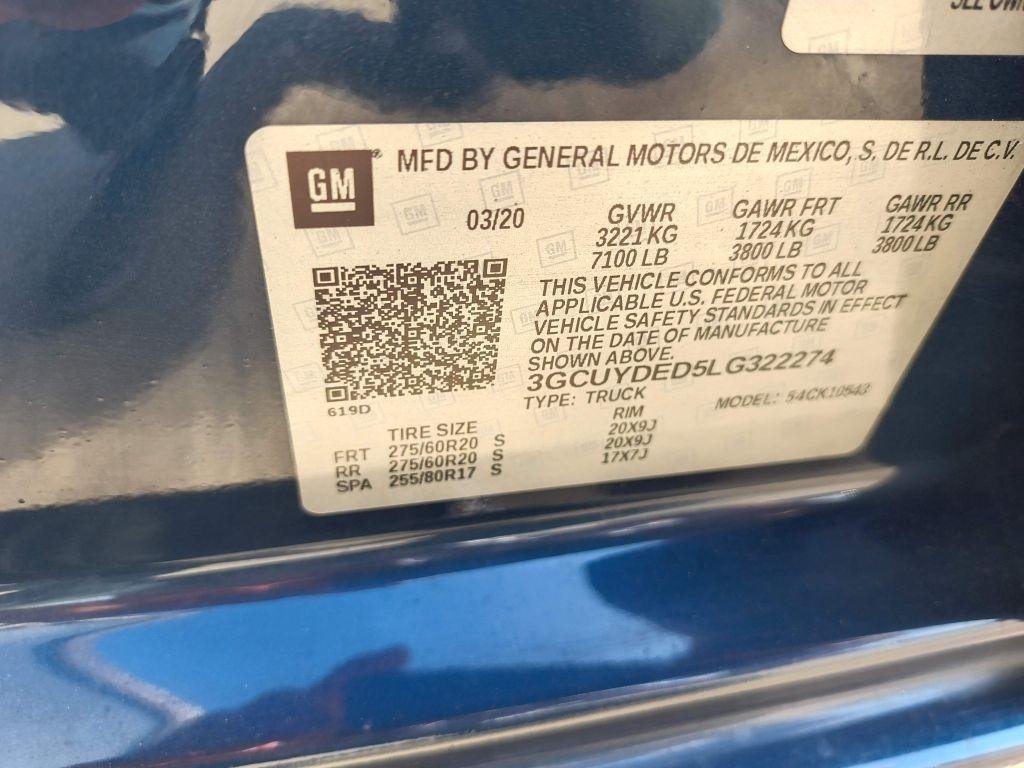 GM
MFD BY GENERAL MOTORS DE MEXICO, S. DE R.L. DE C.V.
03/20
GVWR GAWR FRT GAWR RR
3221 KG 1724 KG 1724 KG
7100 LB 3800 LB 3800 LB
THIS VEHICLE CONFORMS TO ALL
APPLICABLE U.S. FEDERAL MOTOR
VEHICLE SAFETY STANDARDS IN EFFECT
ON THE DATE OF MANUFACTURE
SHOWN ABOVE.
3GCUYDED5LG322274
TYPE: TRUCK MODEL: 54CK10543
619D
TIRE SIZE RIM
FRT 275/60R20 S 20X9J
RR 275/60R20 S 20X9J
SPA 255/80R17 S 17X7J